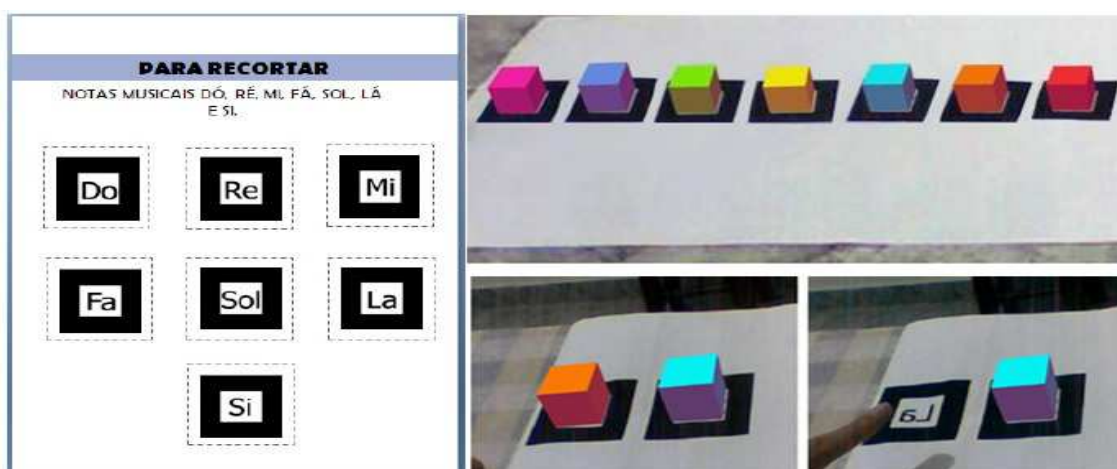 PARA RECORTAR
NOTAS MUSICAIS DÓ, RÉ, MI, FÁ, SOL, LÁ
E SI.
Do Re Mi
Fa Sol La
Si
La